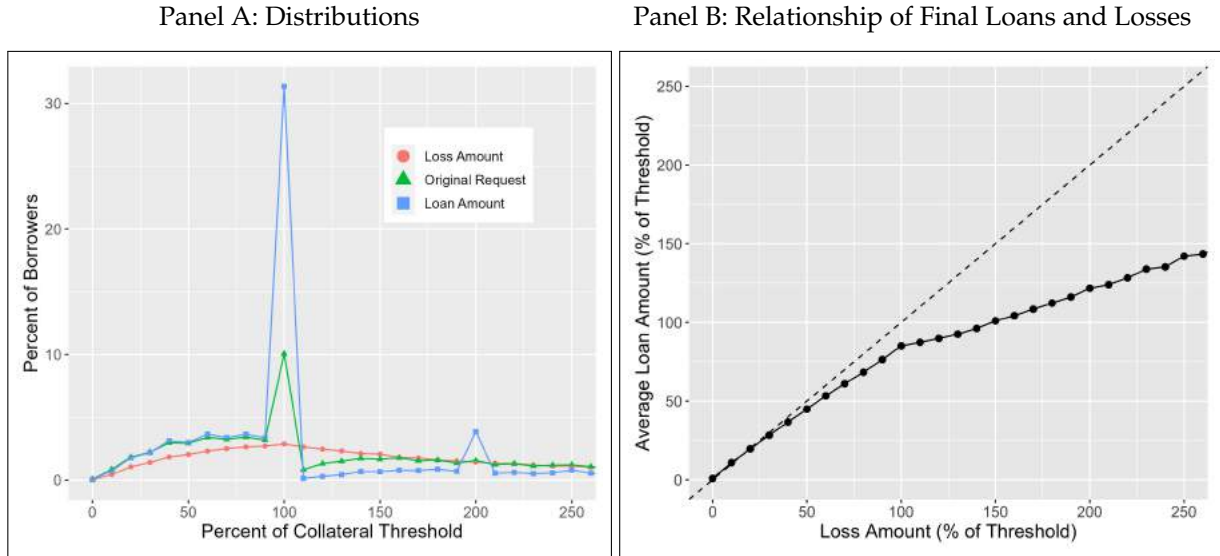 Panel A: Distributions
Panel B: Relationship of Final Loans and Losses
Percent of Borrowers
30
20
10
0
Loss Amount
Original Request
Loan Amount
0 50 100 150 200 250
Percent of Collateral Threshold
Average Loan Amount (% of Threshold)
250
200
150
100
50
0
0 50 100 150 200 250
Loss Amount (% of Threshold)